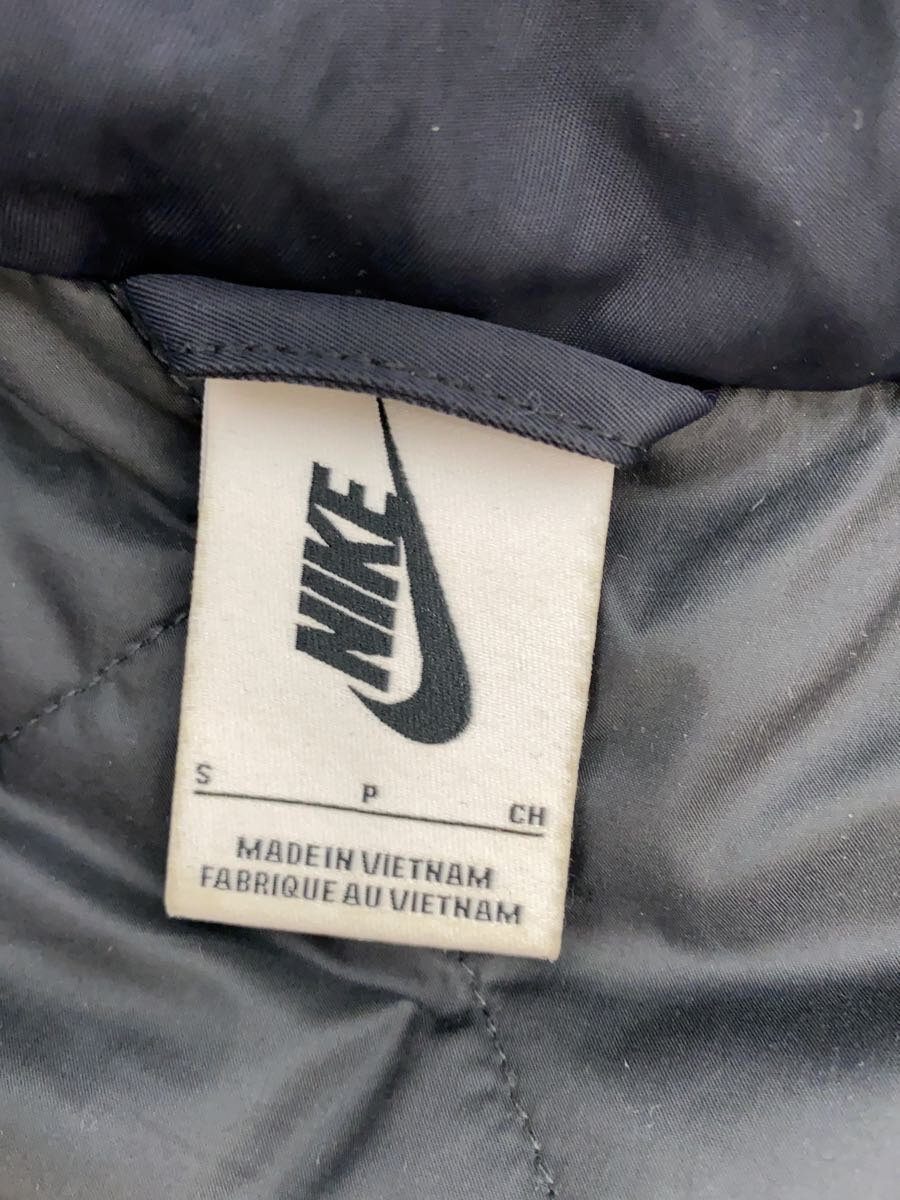 NIKE
S P CH
MADE IN VIETNAM
FABRIQUE AU VIETNAM